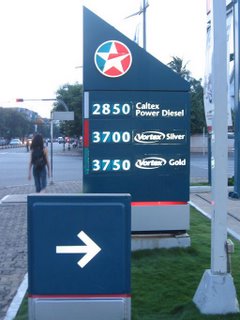 2850 Caltex
Power Diesel
3700 Vortex Silver
3750 Vortex Gold